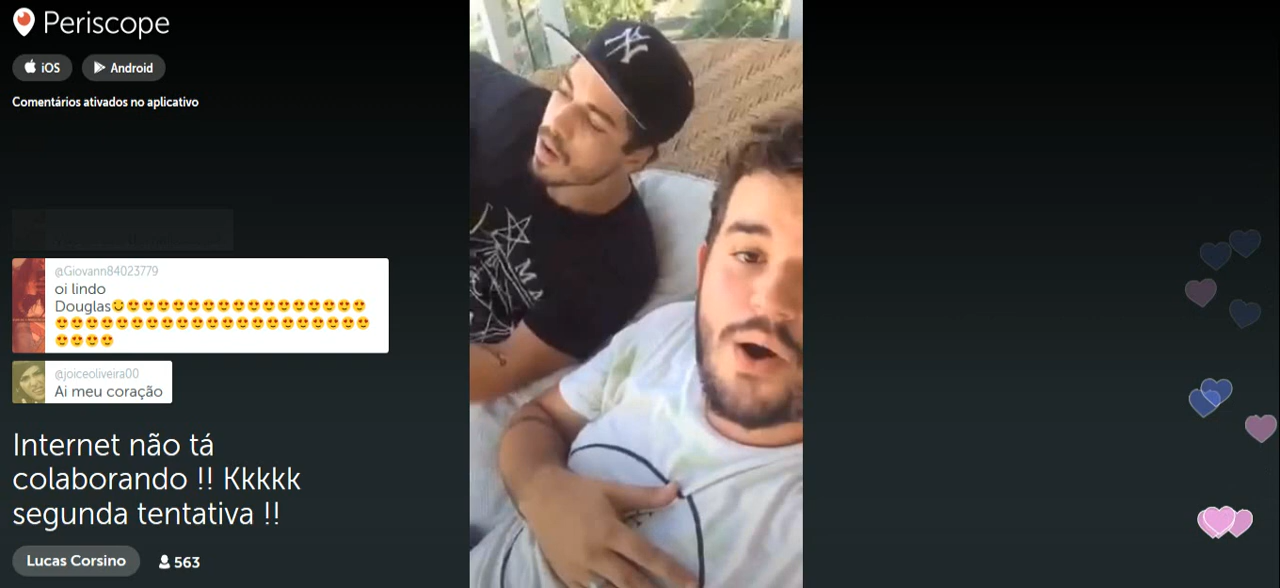 Periscope
iOS
Android
Comentários ativados no aplicativo
@Giovann84023779
oi lindo
Douglas😊😍😍😍😍😍😍😍😍😍😍😍😍😍😍😍😍
😍😍😍😍😍😍😍😍😍😍😍😍😍😍😍😍😍😍😍😍😍
😍😍😍😍
@joiceoliveira00
Ai meu coração
Internet não tá
colaborando !! Kkkkk
segunda tentativa !!
Lucas Corsino
563
NY
MA